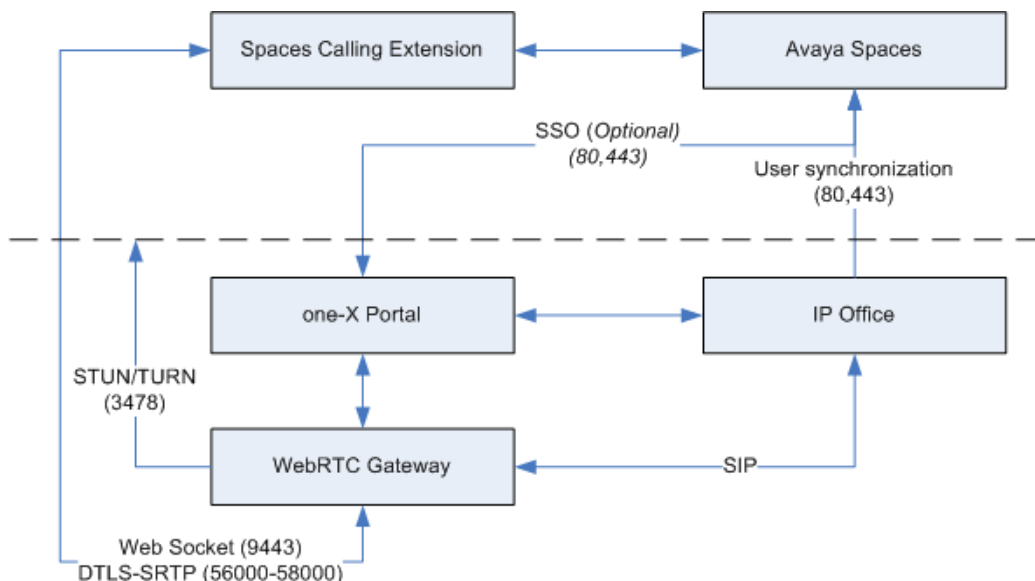 Spaces Calling Extension
Avaya Spaces
SSO (Optional)
(80,443)
User synchronization
(80,443)
one-X Portal
IP Office
STUN/TURN
(3478)
WebRTC Gateway
SIP
Web Socket (9443)
DTLS-SRTP (56000-58000)